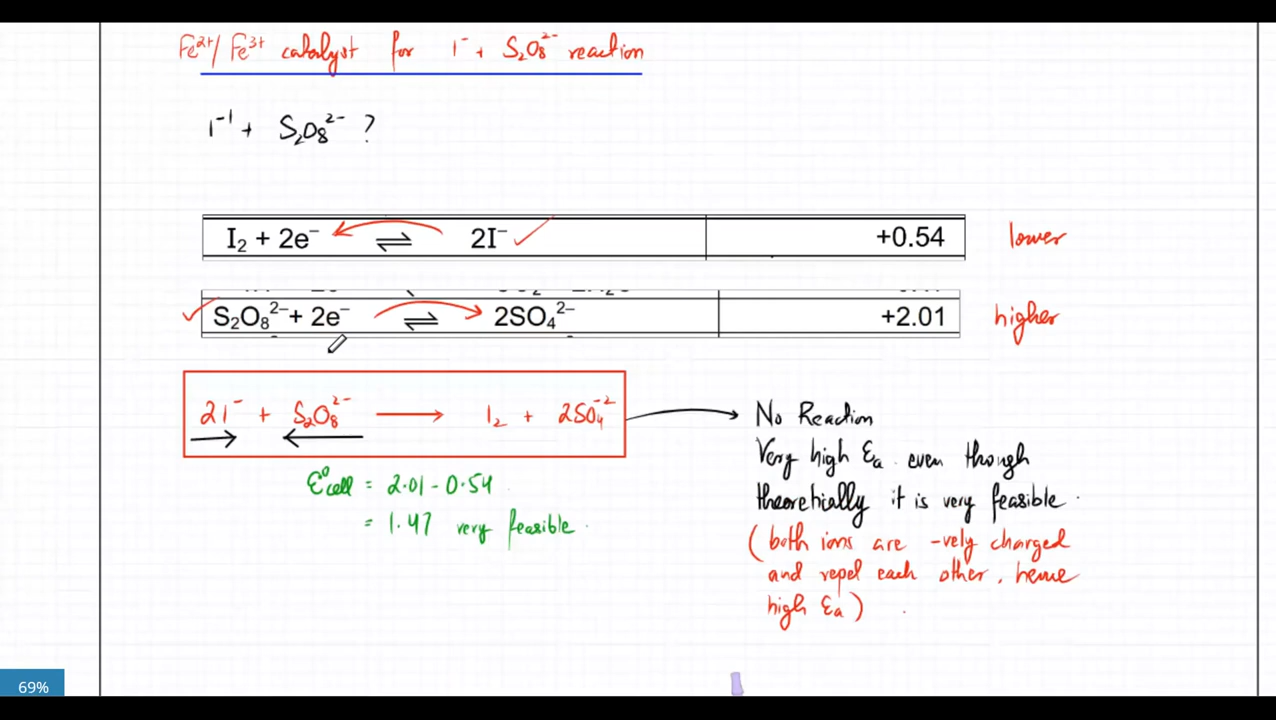 Fe²⁺/Fe³⁺ catalyst for I⁻ + S₂O₈²⁻ reaction
I⁻¹ + S₂O₈²⁻ ?
I₂ + 2e⁻ ⇌ 2I⁻ ✓ +0.54 lower
✓ S₂O₈²⁻ + 2e⁻ ⇌ 2SO₄²⁻ +2.01 higher
2I⁻ + S₂O₈²⁻ → I₂ + 2SO₄⁻² → No Reaction
Very high Ea even though
theoretically it is very feasible.
E°cell = 2.01 - 0.54
= 1.47 very feasible.
(both ions are -vely charged
and repel each other, hence
high Ea)
69%